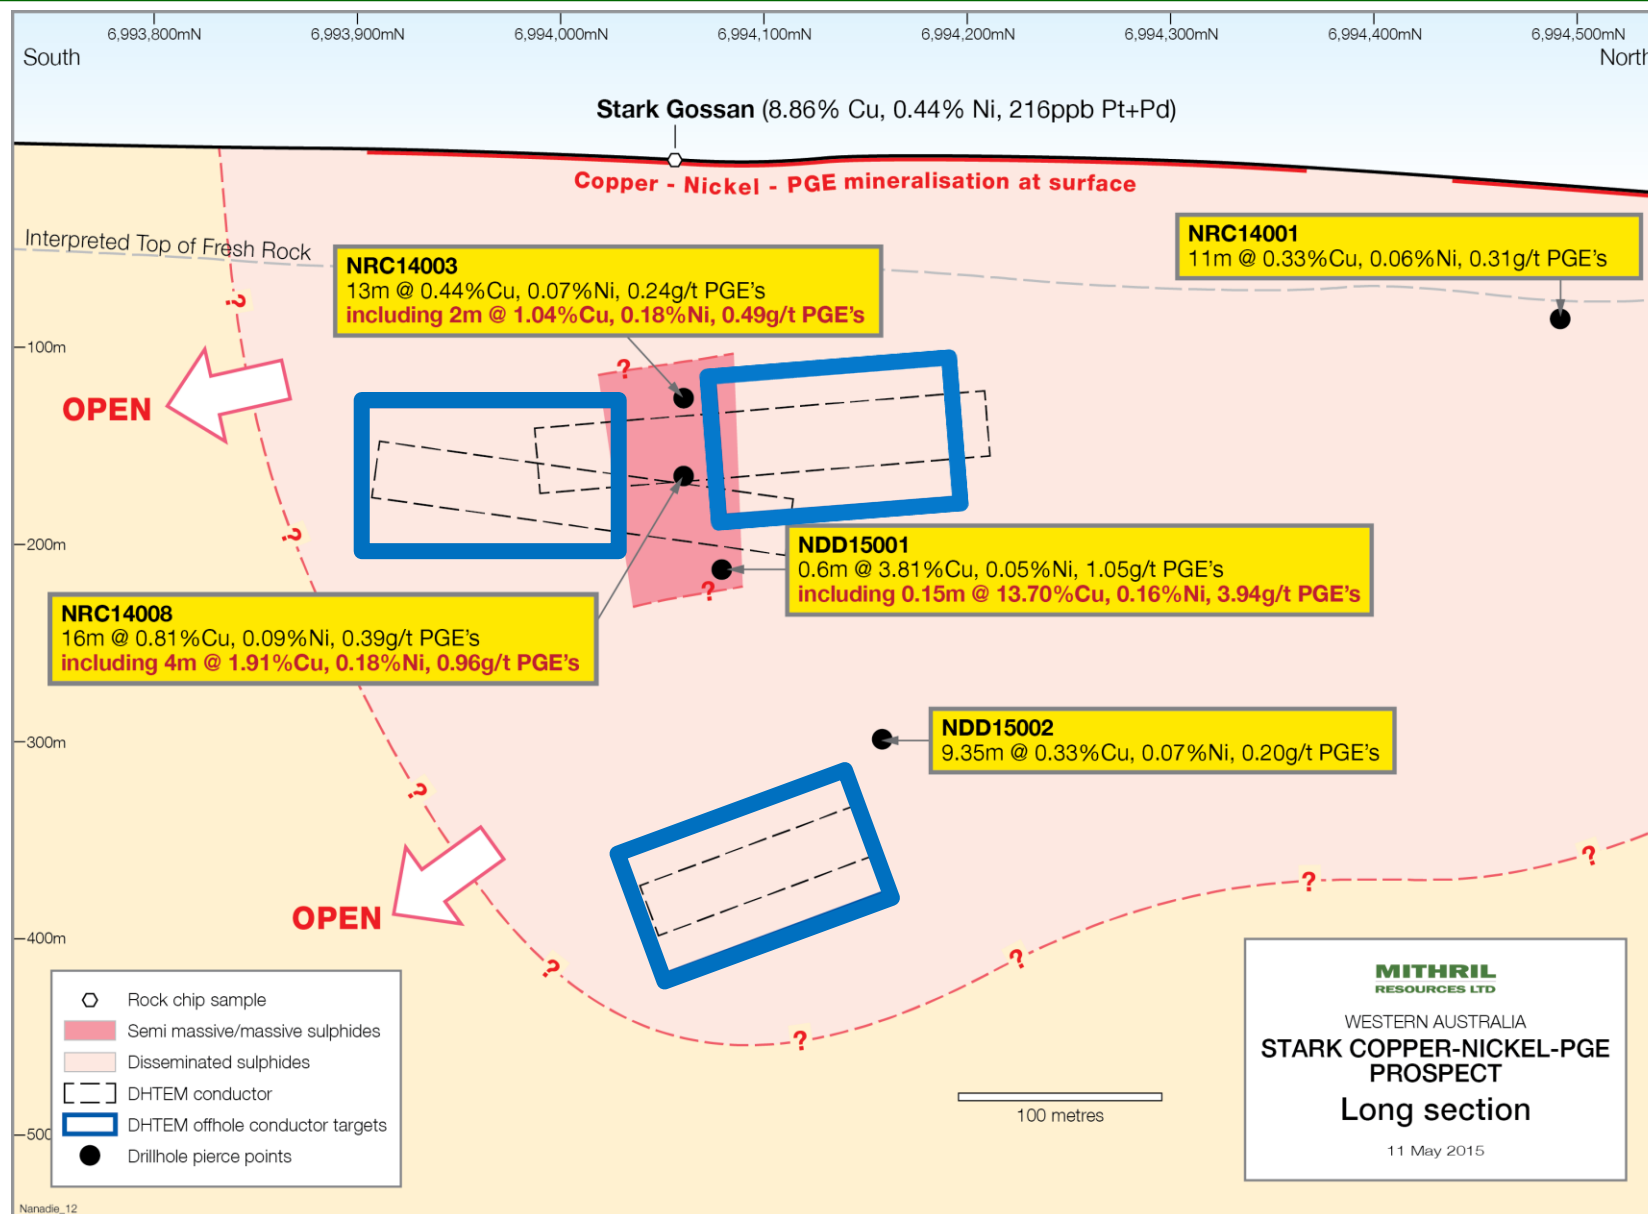 6,993,800mN
6,993,900mN
6,994,000mN
6,994,100mN
6,994,200mN
6,994,300mN
6,994,400mN
6,994,500mN
South
North
Stark Gossan (8.86% Cu, 0.44% Ni, 216ppb Pt+Pd)
Copper - Nickel - PGE mineralisation at surface
Interpreted Top of Fresh Rock
NRC14001
11m @ 0.33%Cu, 0.06%Ni, 0.31g/t PGE's
NRC14003
13m @ 0.44%Cu, 0.07%Ni, 0.24g/t PGE's
including 2m @ 1.04%Cu, 0.18%Ni, 0.49g/t PGE's
?
100m
?
OPEN
?
200m
NDD15001
0.6m @ 3.81%Cu, 0.05%Ni, 1.05g/t PGE's
including 0.15m @ 13.70%Cu, 0.16%Ni, 3.94g/t PGE's
?
NRC14008
16m @ 0.81%Cu, 0.09%Ni, 0.39g/t PGE's
including 4m @ 1.91%Cu, 0.18%Ni, 0.96g/t PGE's
300m
NDD15002
9.35m @ 0.33%Cu, 0.07%Ni, 0.20g/t PGE's
?
?
?
OPEN
400m
?
?
?
500
Rock chip sample
Semi massive/massive sulphides
Disseminated sulphides
DHTEM conductor
DHTEM offhole conductor targets
Drillhole pierce points
100 metres
MITHRIL
RESOURCES LTD
WESTERN AUSTRALIA
STARK COPPER-NICKEL-PGE
PROSPECT
Long section
11 May 2015
Nanadie_12